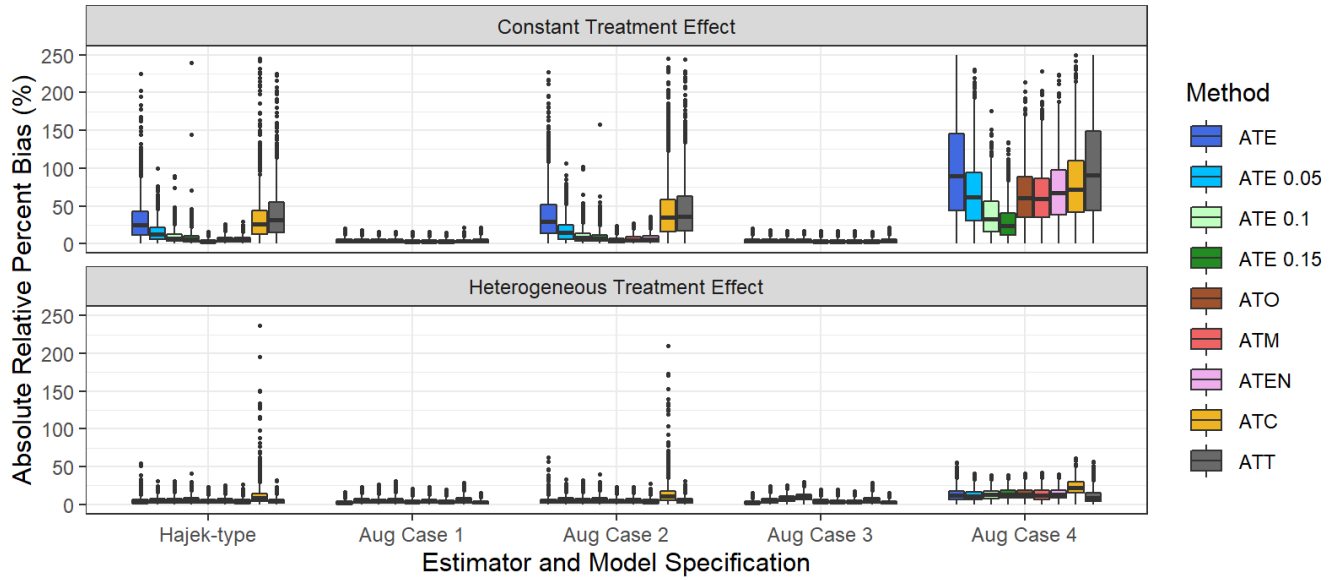 Constant Treatment Effect
250
200
150
100
50
0
Heterogeneous Treatment Effect
250
200
150
100
50
0
Absolute Relative Percent Bias (%)
Hajek-type
Aug Case 1
Aug Case 2
Aug Case 3
Aug Case 4
Estimator and Model Specification
Method
ATE
ATE 0.05
ATE 0.1
ATE 0.15
ATO
ATM
ATEN
ATC
ATT